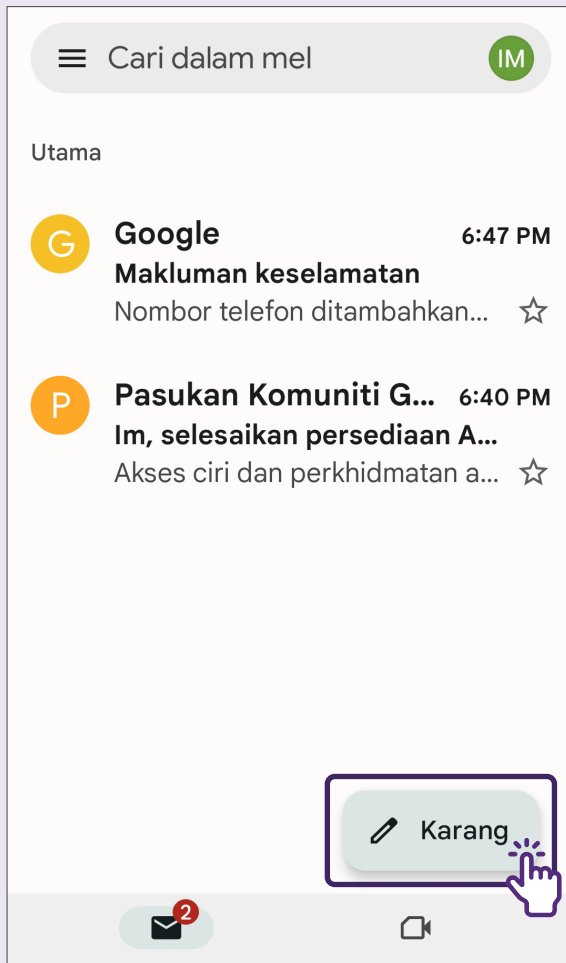 Cari dalam mel
IM
Utama
G
Google
6:47 PM
Makluman keselamatan
Nombor telefon ditambahkan...
P
Pasukan Komuniti G...
6:40 PM
Im, selesaikan persediaan A...
Akses ciri dan perkhidmatan a...
Karang
2